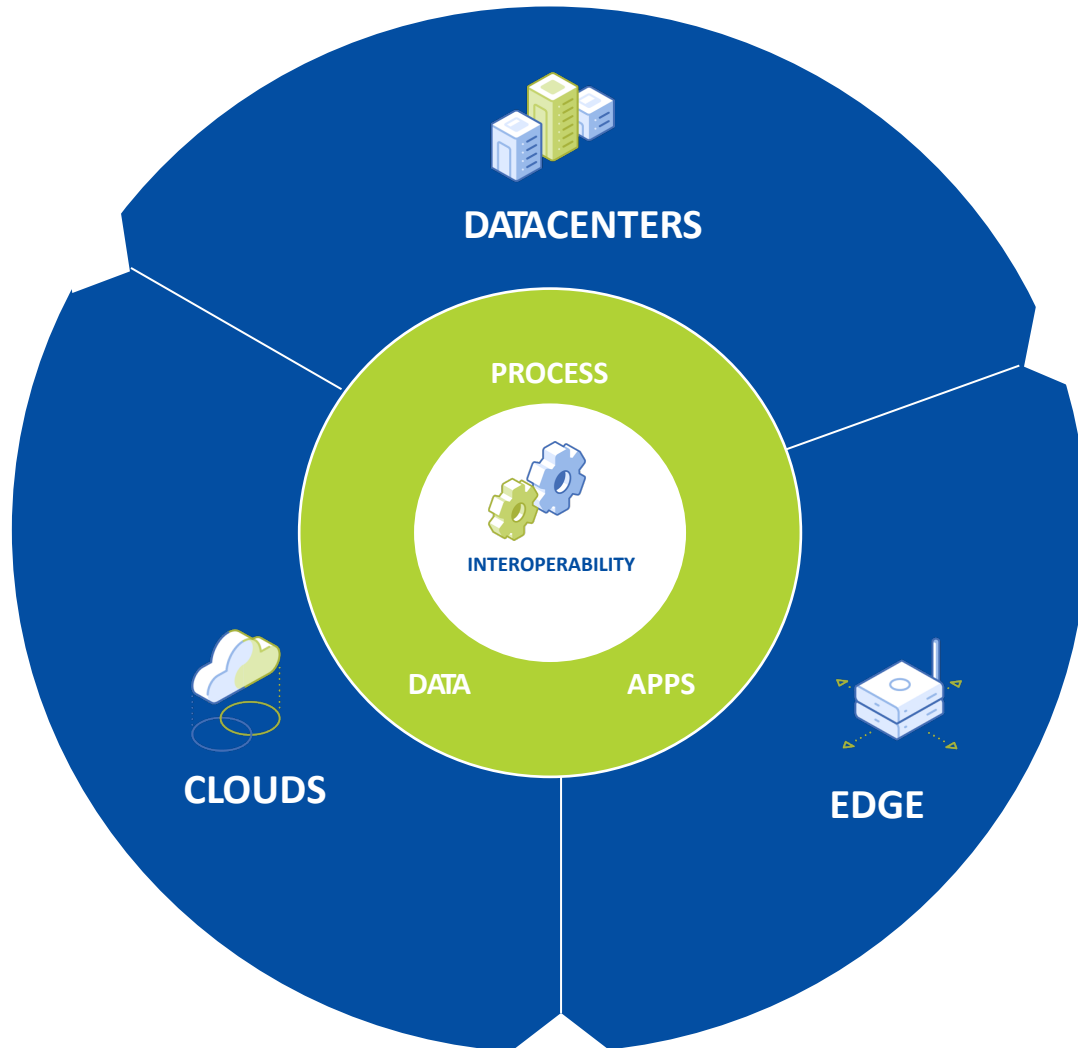 DATACENTERS
PROCESS
INTEROPERABILITY
DATA
APPS
CLOUDS
EDGE